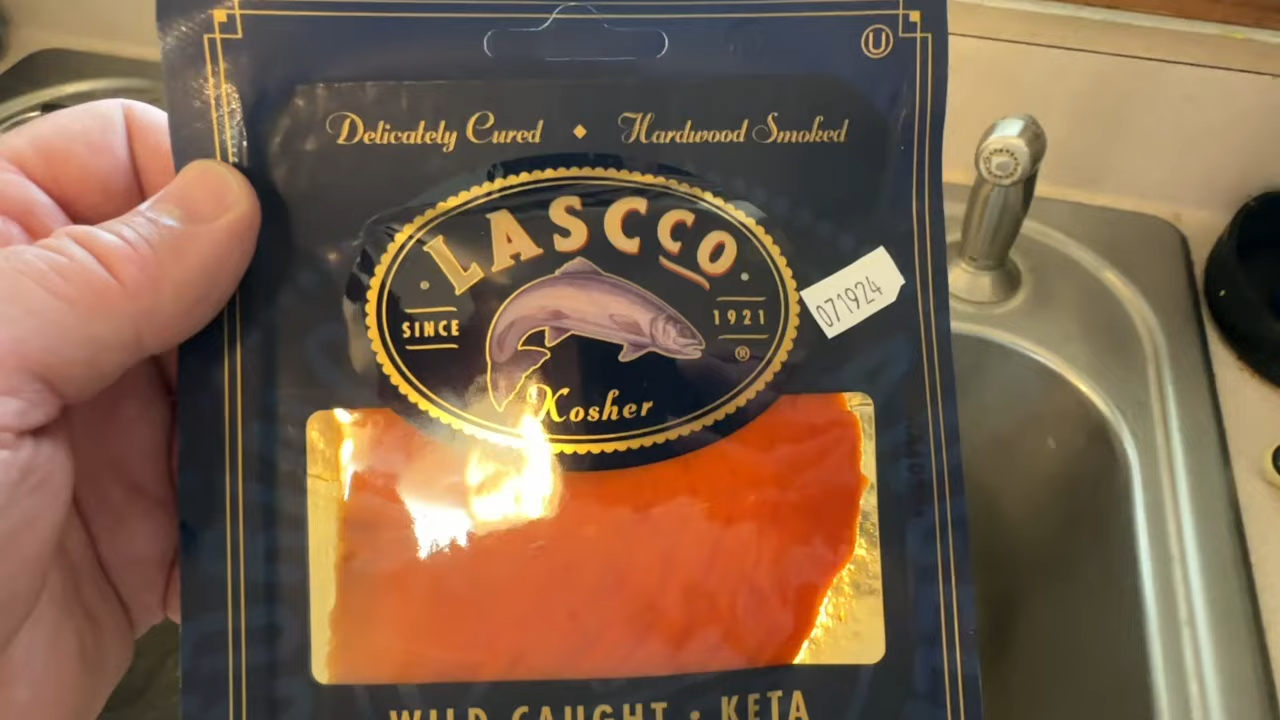 U
Delicately Cured ◆ Hardwood Smoked
LASCCO
SINCE 1921
®
Kosher
071924
WILD CAUGHT • KETA